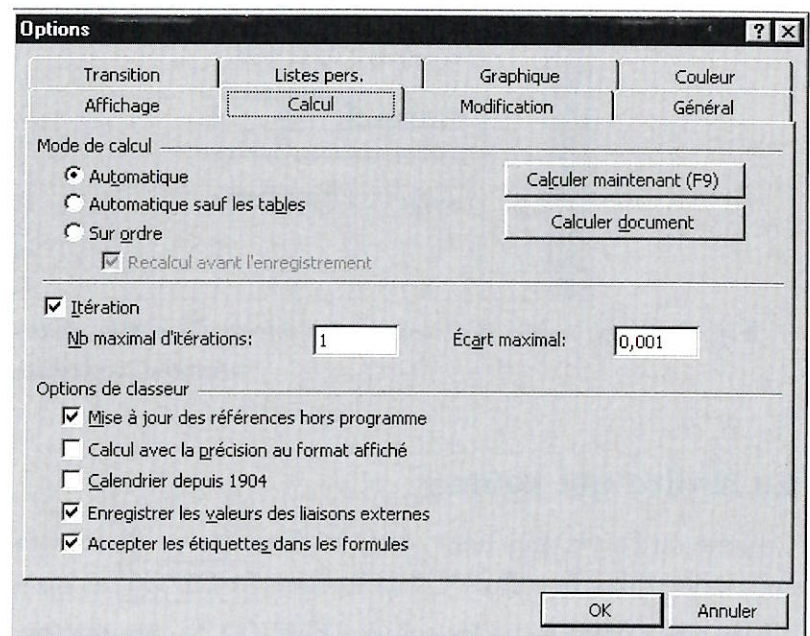 Options
Transition Listes pers. Graphique Couleur
Affichage Calcul Modification Général
Mode de calcul
Automatique Calculer maintenant (F9)
Automatique sauf les tables
Calculer document
Sur ordre
Recalcul avant l'enregistrement
Itération
Nb maximal d'itérations: 1 Écart maximal: 0,001
Options de classeur
Mise à jour des références hors programme
Calcul avec la précision au format affiché
Calendrier depuis 1904
Enregistrer les valeurs des liaisons externes
Accepter les étiquettes dans les formules
OK Annuler